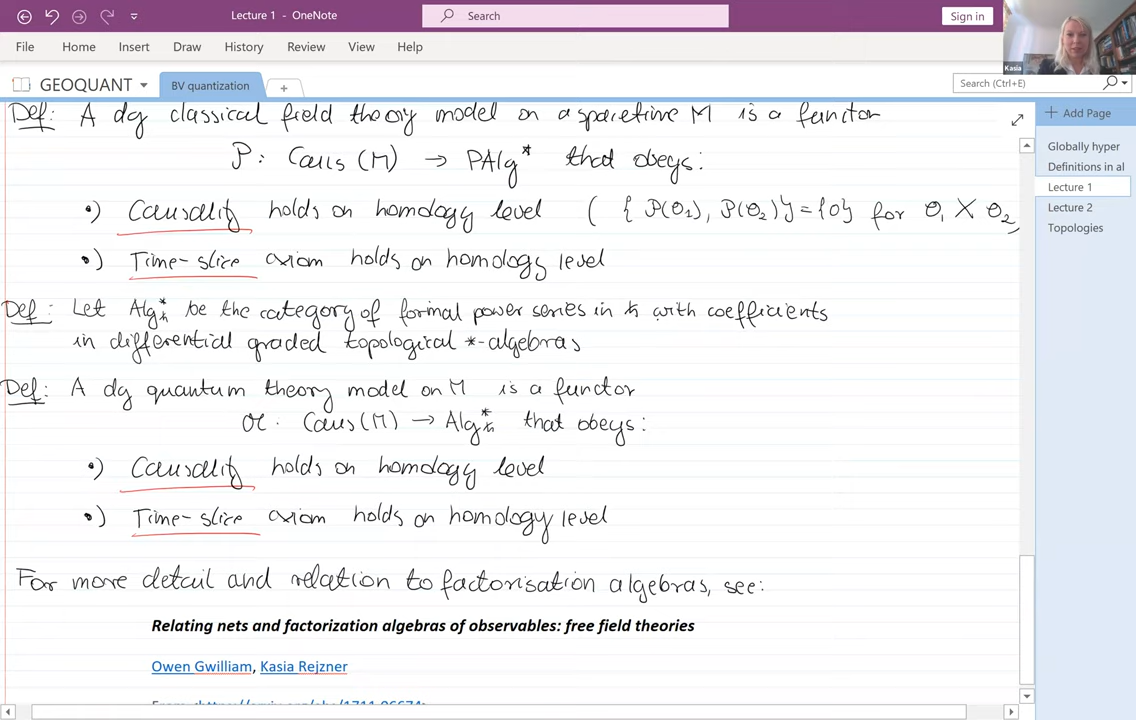 Lecture 1 - OneNote
Search
Sign in
File Home Insert Draw History Review View Help
Kasia
GEOQUANT BV quantization +
Search (Ctrl+E)
Add Page
Globally hyper
Definitions in al
Lecture 1
Lecture 2
Topologies
Def: A dg classical field theory model on a spacetime M is a functor
P: Caus(M) → PAlg* that obeys:
•) Causality holds on homology level ( { P(O₁), P(O₂)} = {0} for O₁ X O₂)
•) Time-slice axiom holds on homology level
Def: Let Alg*ħ be the category of formal power series in ħ with coefficients
in differential graded topological *-algebras
Def: A dg quantum theory model on M is a functor
𝔄: Caus(M) → Alg*ħ that obeys:
•) Causality holds on homology level
•) Time-slice axiom holds on homology level
For more detail and relation to factorisation algebras, see:
Relating nets and factorization algebras of observables: free field theories
Owen Gwilliam, Kasia Rejzner